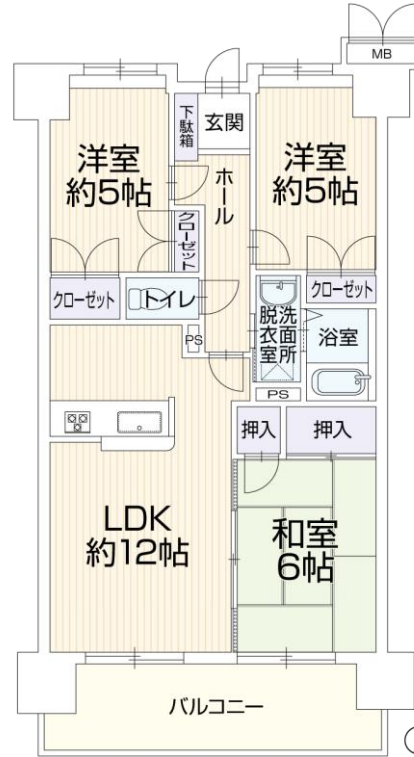 MB
下駄箱
玄関
洋室
約5帖
洋室
約5帖
ホール
クローゼット
クローゼット
トイレ
クローゼット
洗面所
脱衣室
浴室
PS
PS
押入
押入
LDK
約12帖
和室
6帖
バルコニー